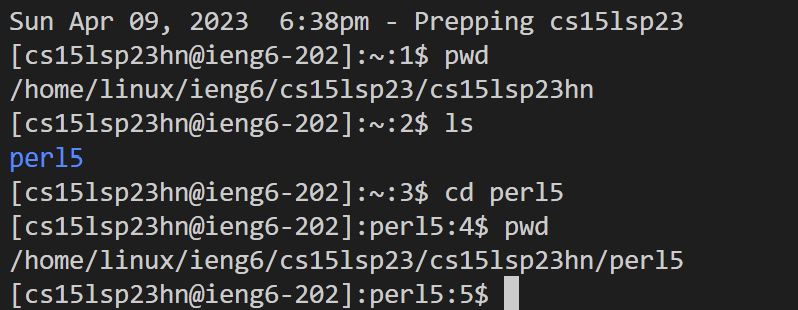 Sun Apr 09, 2023  6:38pm - Prepping cs15lsp23
[cs15lsp23hn@ieng6-202]:~:1$ pwd
/home/linux/ieng6/cs15lsp23/cs15lsp23hn
[cs15lsp23hn@ieng6-202]:~:2$ ls
perl5
[cs15lsp23hn@ieng6-202]:~:3$ cd perl5
[cs15lsp23hn@ieng6-202]:perl5:4$ pwd
/home/linux/ieng6/cs15lsp23/cs15lsp23hn/perl5
[cs15lsp23hn@ieng6-202]:perl5:5$